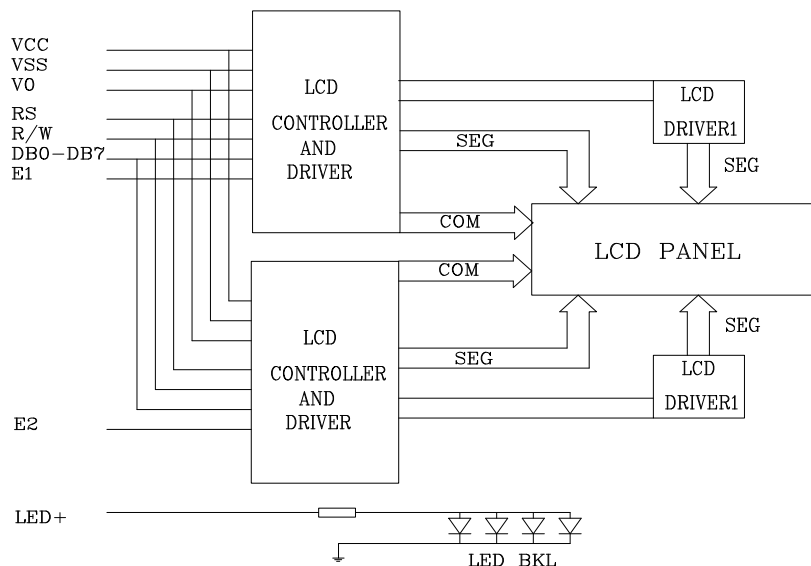 VCC
VSS
V0
RS
R/W
DB0-DB7
E1
LCD
CONTROLLER
AND
DRIVER
SEG
COM
LCD
DRIVER1
SEG
LCD PANEL
COM
SEG
LCD
CONTROLLER
AND
DRIVER
SEG
LCD
DRIVER1
E2
LED+
LED BKL